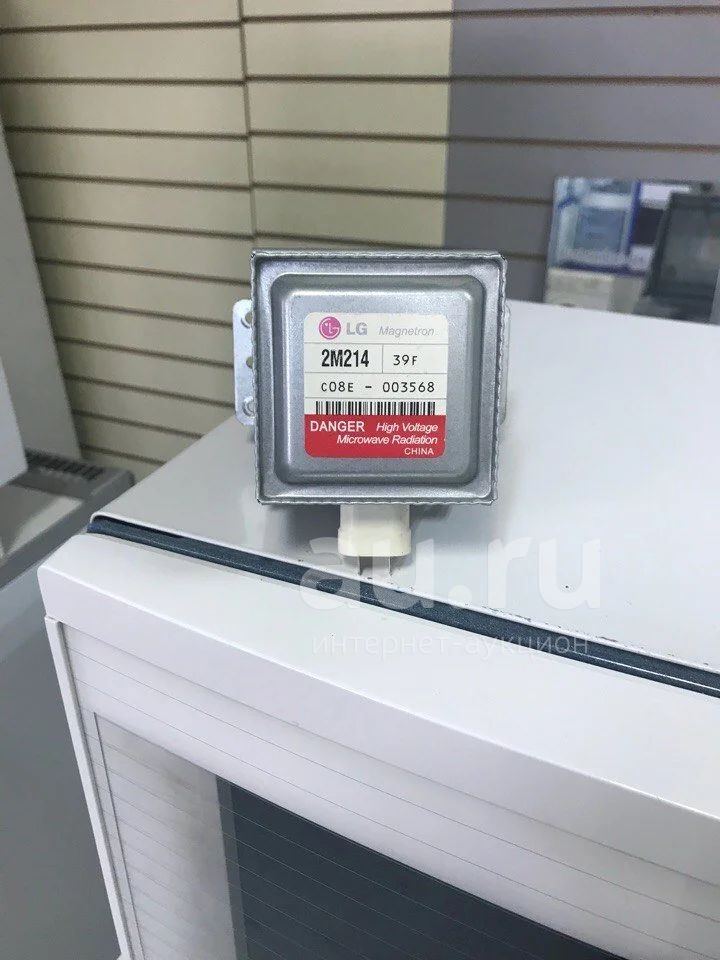 LG Magnetron
2M214 39F
C08E - 003568
DANGER High Voltage
Microwave Radiation
CHINA
au.ru
интернет-аукцион